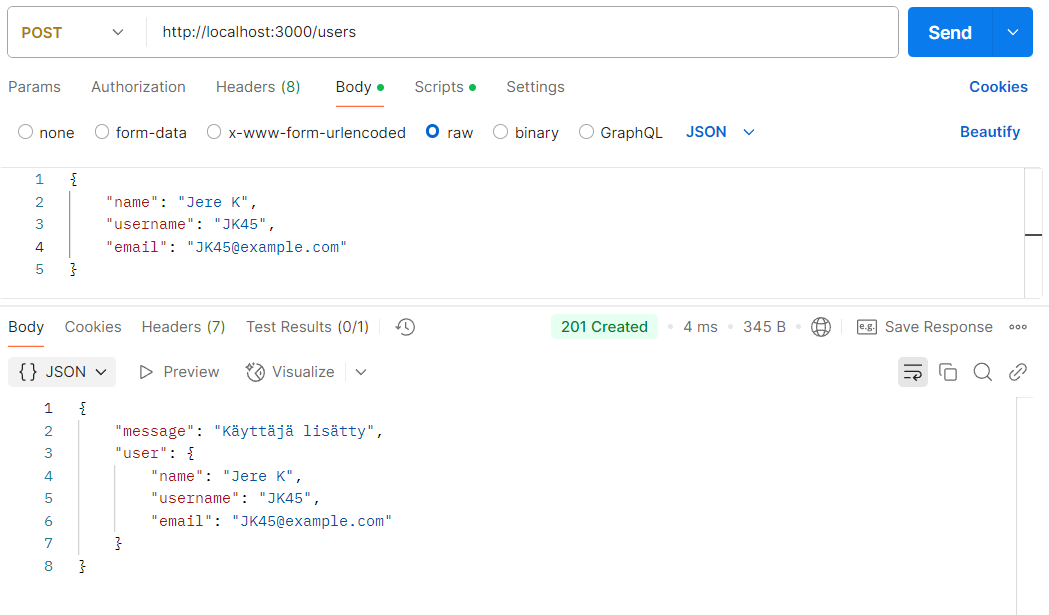 POST http://localhost:3000/users Send
Params Authorization Headers (8) Body Scripts Settings Cookies
none form-data x-www-form-urlencoded raw binary GraphQL JSON Beautify
1 {
2 "name": "Jere K",
3 "username": "JK45",
4 "email": "JK45@example.com"
5 }
Body Cookies Headers (7) Test Results (0/1) 201 Created 4 ms 345 B e.g. Save Response
{} JSON Preview Visualize
1 {
2 "message": "Käyttäjä lisätty",
3 "user": {
4 "name": "Jere K",
5 "username": "JK45",
6 "email": "JK45@example.com"
7 }
8 }